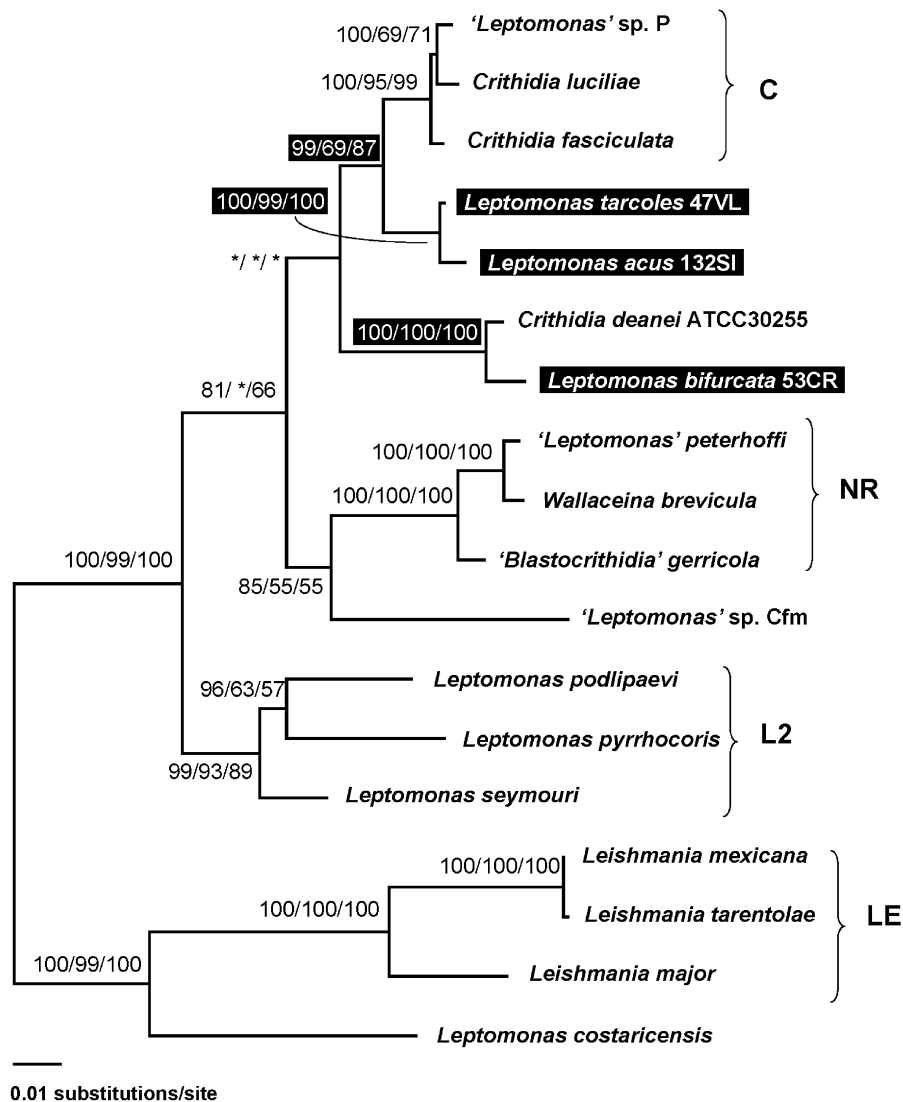 100/69/71
'Leptomonas' sp. P
100/95/99
Crithidia luciliae
C
Crithidia fasciculata
99/69/87
100/99/100
Leptomonas tarcoles 47VL
*/ */ *
Leptomonas acus 132SI
Crithidia deanei ATCC30255
100/100/100
Leptomonas bifurcata 53CR
81/ */66
'Leptomonas' peterhoffi
100/100/100
NR
100/100/100
Wallaceina brevicula
100/99/100
'Blastocrithidia' gerricola
85/55/55
'Leptomonas' sp. Cfm
96/63/57
Leptomonas podlipaevi
Leptomonas pyrrhocoris
L2
99/93/89
Leptomonas seymouri
100/100/100
Leishmania mexicana
100/100/100
Leishmania tarentolae
LE
100/99/100
Leishmania major
Leptomonas costaricensis
0.01 substitutions/site